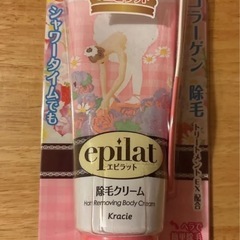 シャワータイムでも
コラーゲン 除毛
epilat
エピラット
除毛クリーム
Hair Removing Body Cream
Kracie